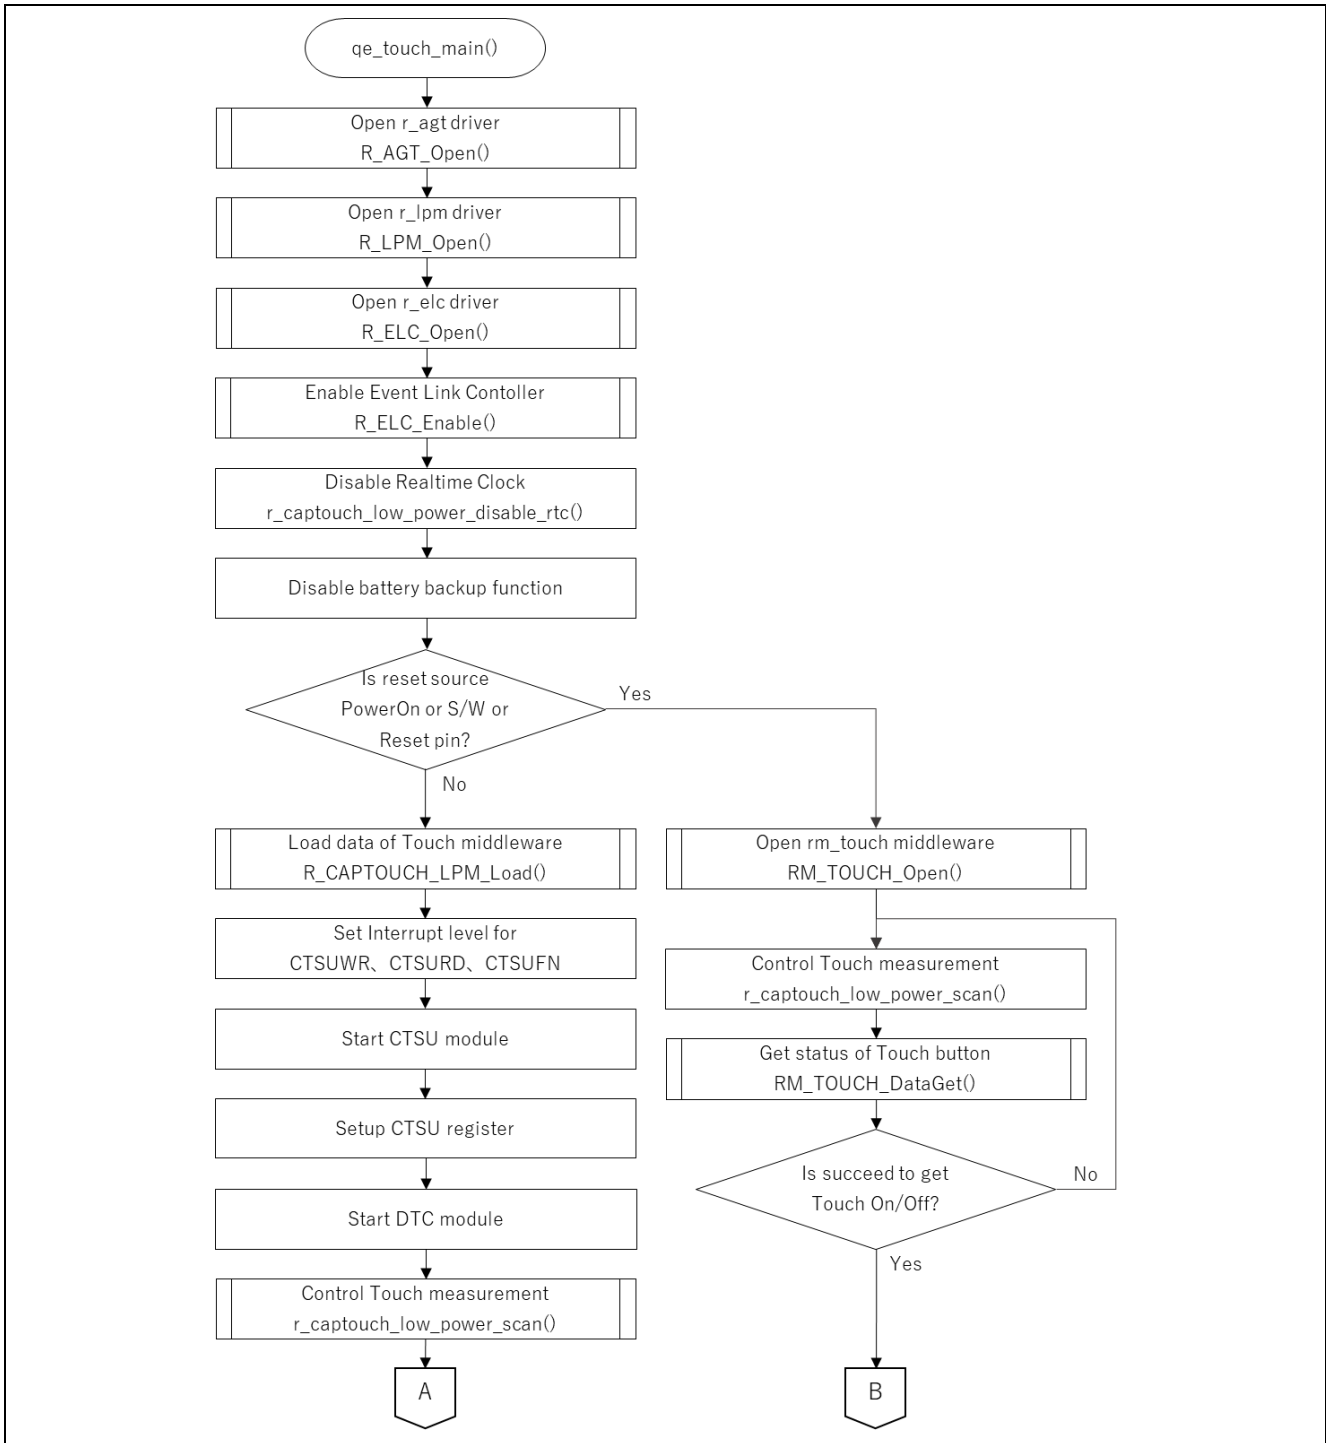 qe_touch_main()
Open r_agt driver
R_AGT_Open()
Open r_lpm driver
R_LPM_Open()
Open r_elc driver
R_ELC_Open()
Enable Event Link Contoller
R_ELC_Enable()
Disable Realtime Clock
r_captouch_low_power_disable_rtc()
Disable battery backup function
Is reset source
PowerOn or S/W or
Reset pin?
Yes
No
Load data of Touch middleware
R_CAPTOUCH_LPM_Load()
Set Interrupt level for
CTSUWR、CTSURD、CTSUFN
Start CTSU module
Setup CTSU register
Start DTC module
Control Touch measurement
r_captouch_low_power_scan()
A
Open rm_touch middleware
RM_TOUCH_Open()
Control Touch measurement
r_captouch_low_power_scan()
Get status of Touch button
RM_TOUCH_DataGet()
Is succeed to get
Touch On/Off?
No
Yes
B